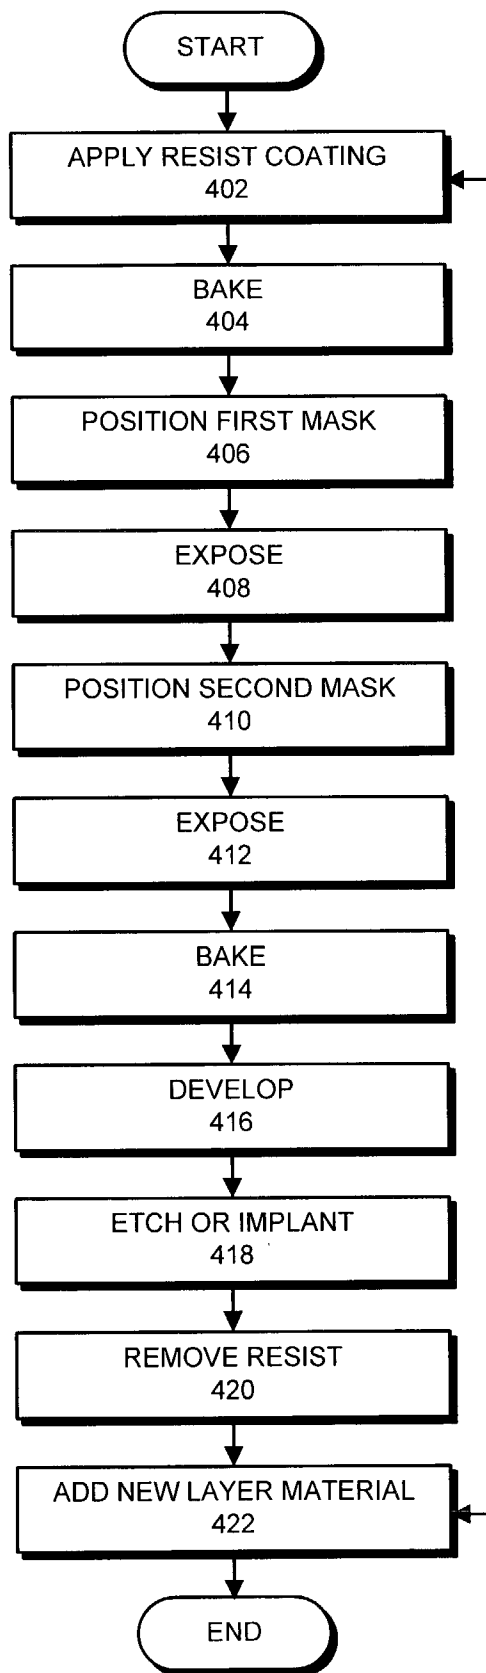 START
APPLY RESIST COATING
402
BAKE
404
POSITION FIRST MASK
406
EXPOSE
408
POSITION SECOND MASK
410
EXPOSE
412
BAKE
414
DEVELOP
416
ETCH OR IMPLANT
418
REMOVE RESIST
420
ADD NEW LAYER MATERIAL
422
END